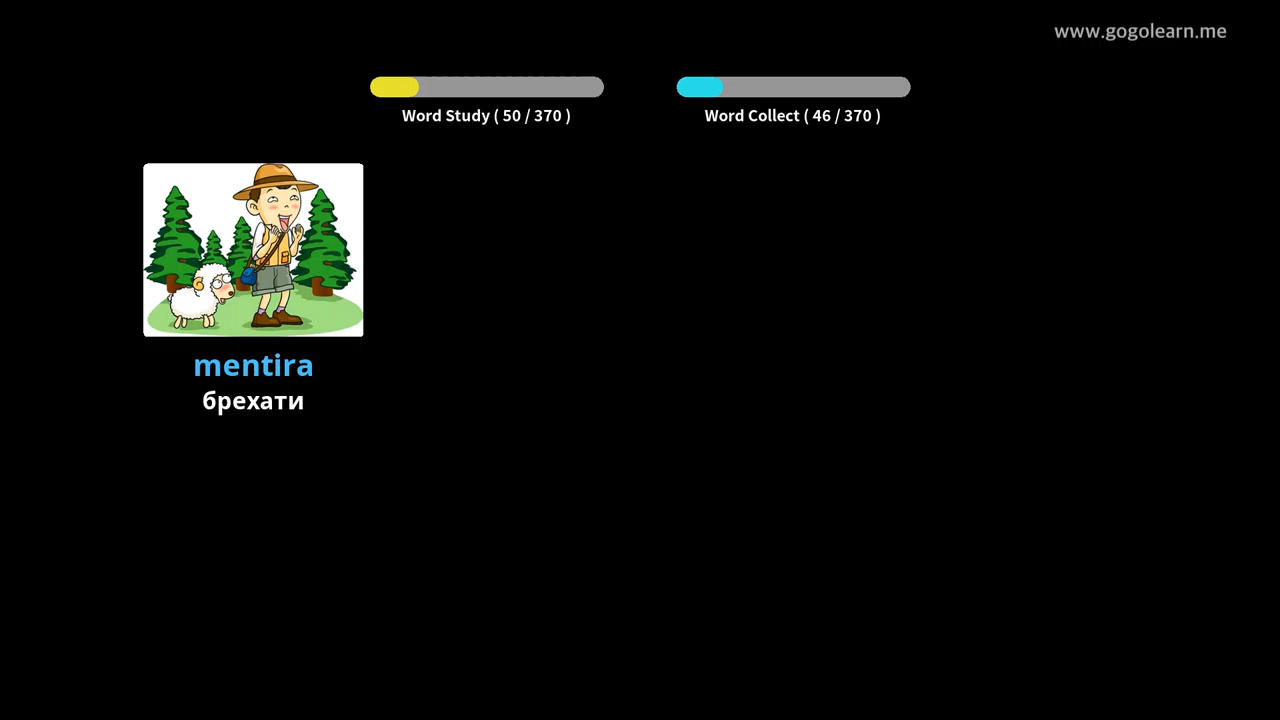 www.gogolearn.me
Word Study ( 50 / 370 )
Word Collect ( 46 / 370 )
mentira
брехати